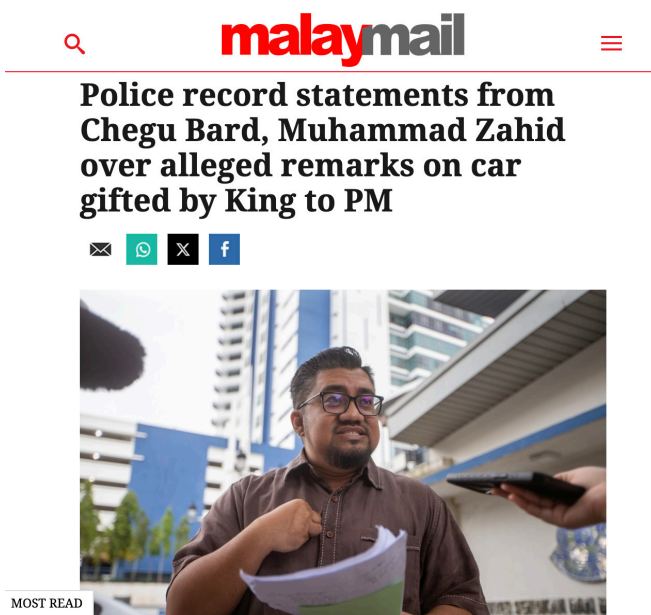 malaymail
Police record statements from
Chegu Bard, Muhammad Zahid
over alleged remarks on car
gifted by King to PM
MOST READ